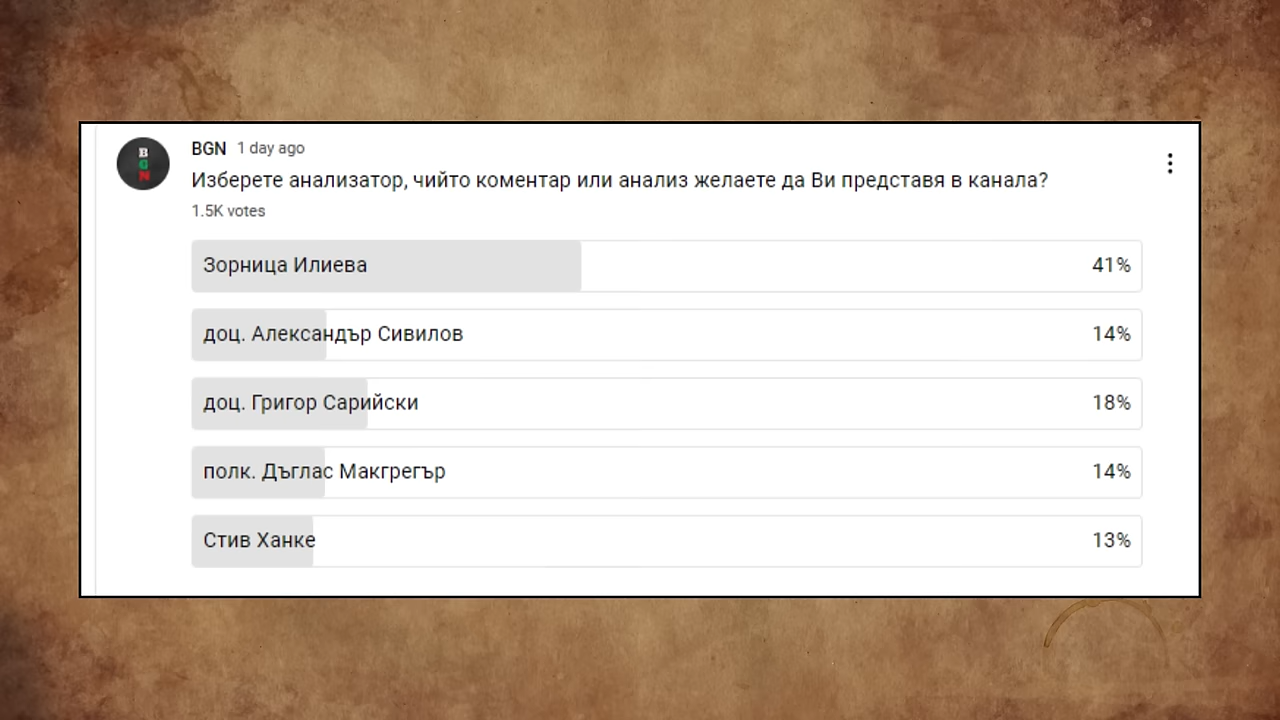 B
G
N
BGN 1 day ago
Изберете анализатор, чийто коментар или анализ желаете да Ви представя в канала?
1.5K votes
Зорница Илиева 41%
доц. Александър Сивилов 14%
доц. Григор Сарийски 18%
полк. Дъглас Макгрегър 14%
Стив Ханке 13%